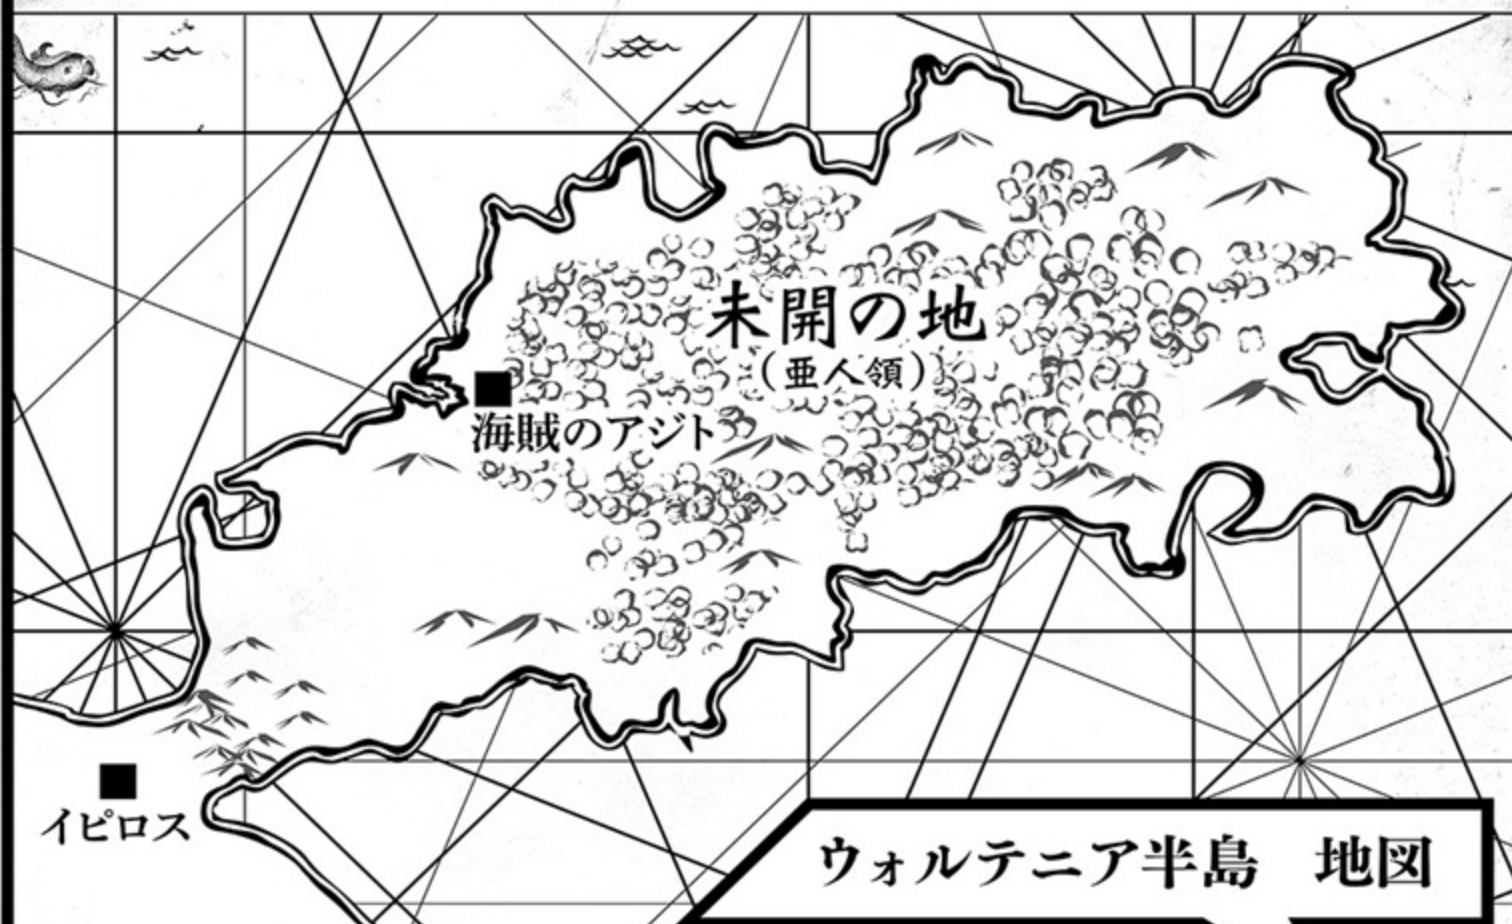 未開の地
(亜人領)
海賊のアジト
イピロス
ウォルテニア半島　地図